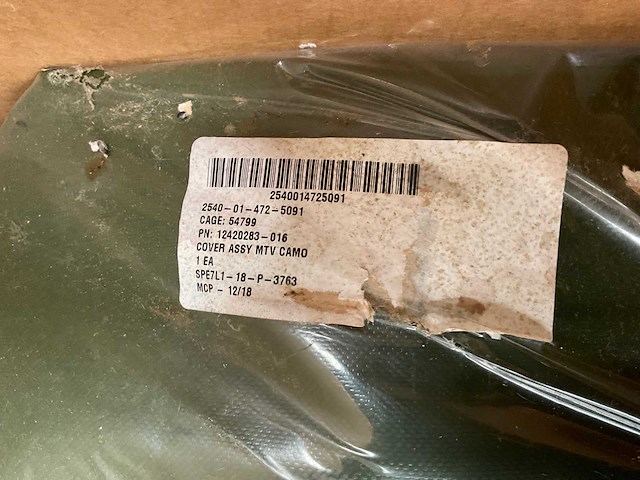 2540014725091
2540-01-472-5091
CAGE: 54799
PN: 12420283-016
COVER ASSY MTV CAMO
1 EA
SPE7L1-18-P-3763
MCP - 12/18